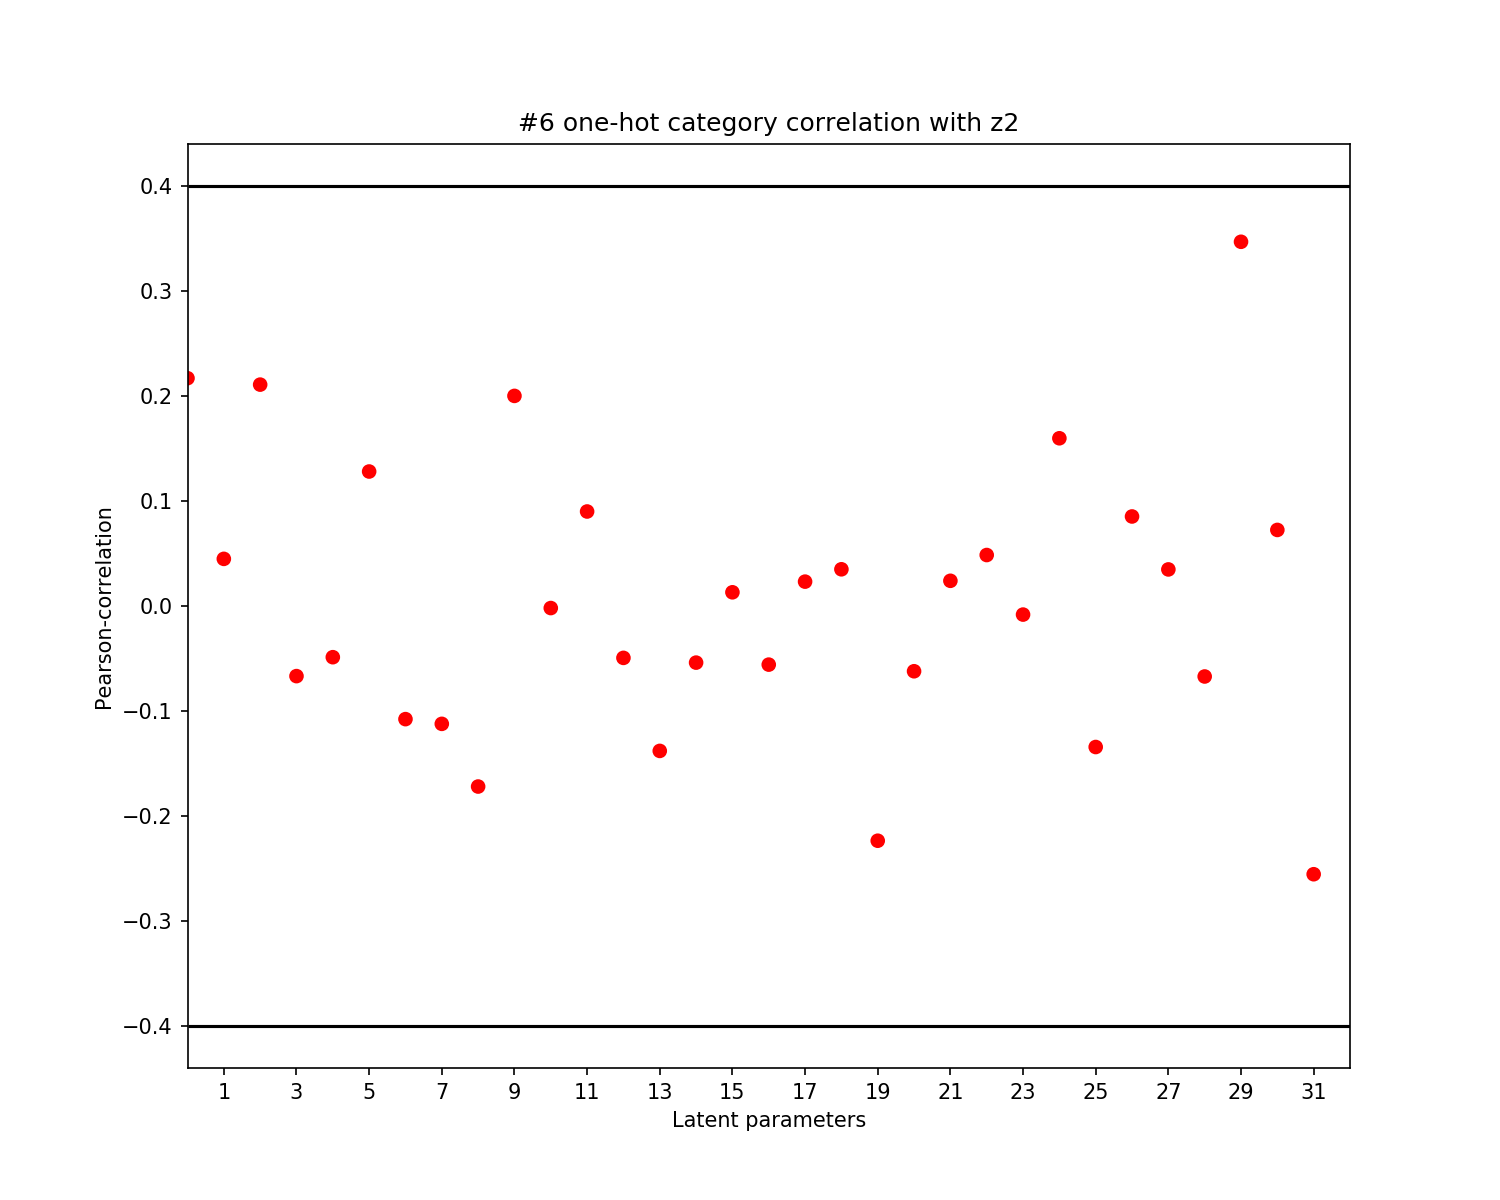 #6 one-hot category correlation with z2
0.4
0.3
0.2
0.1
0.0
−0.1
−0.2
−0.3
−0.4
Pearson-correlation
1 3 5 7 9 11 13 15 17 19 21 23 25 27 29 31
Latent parameters